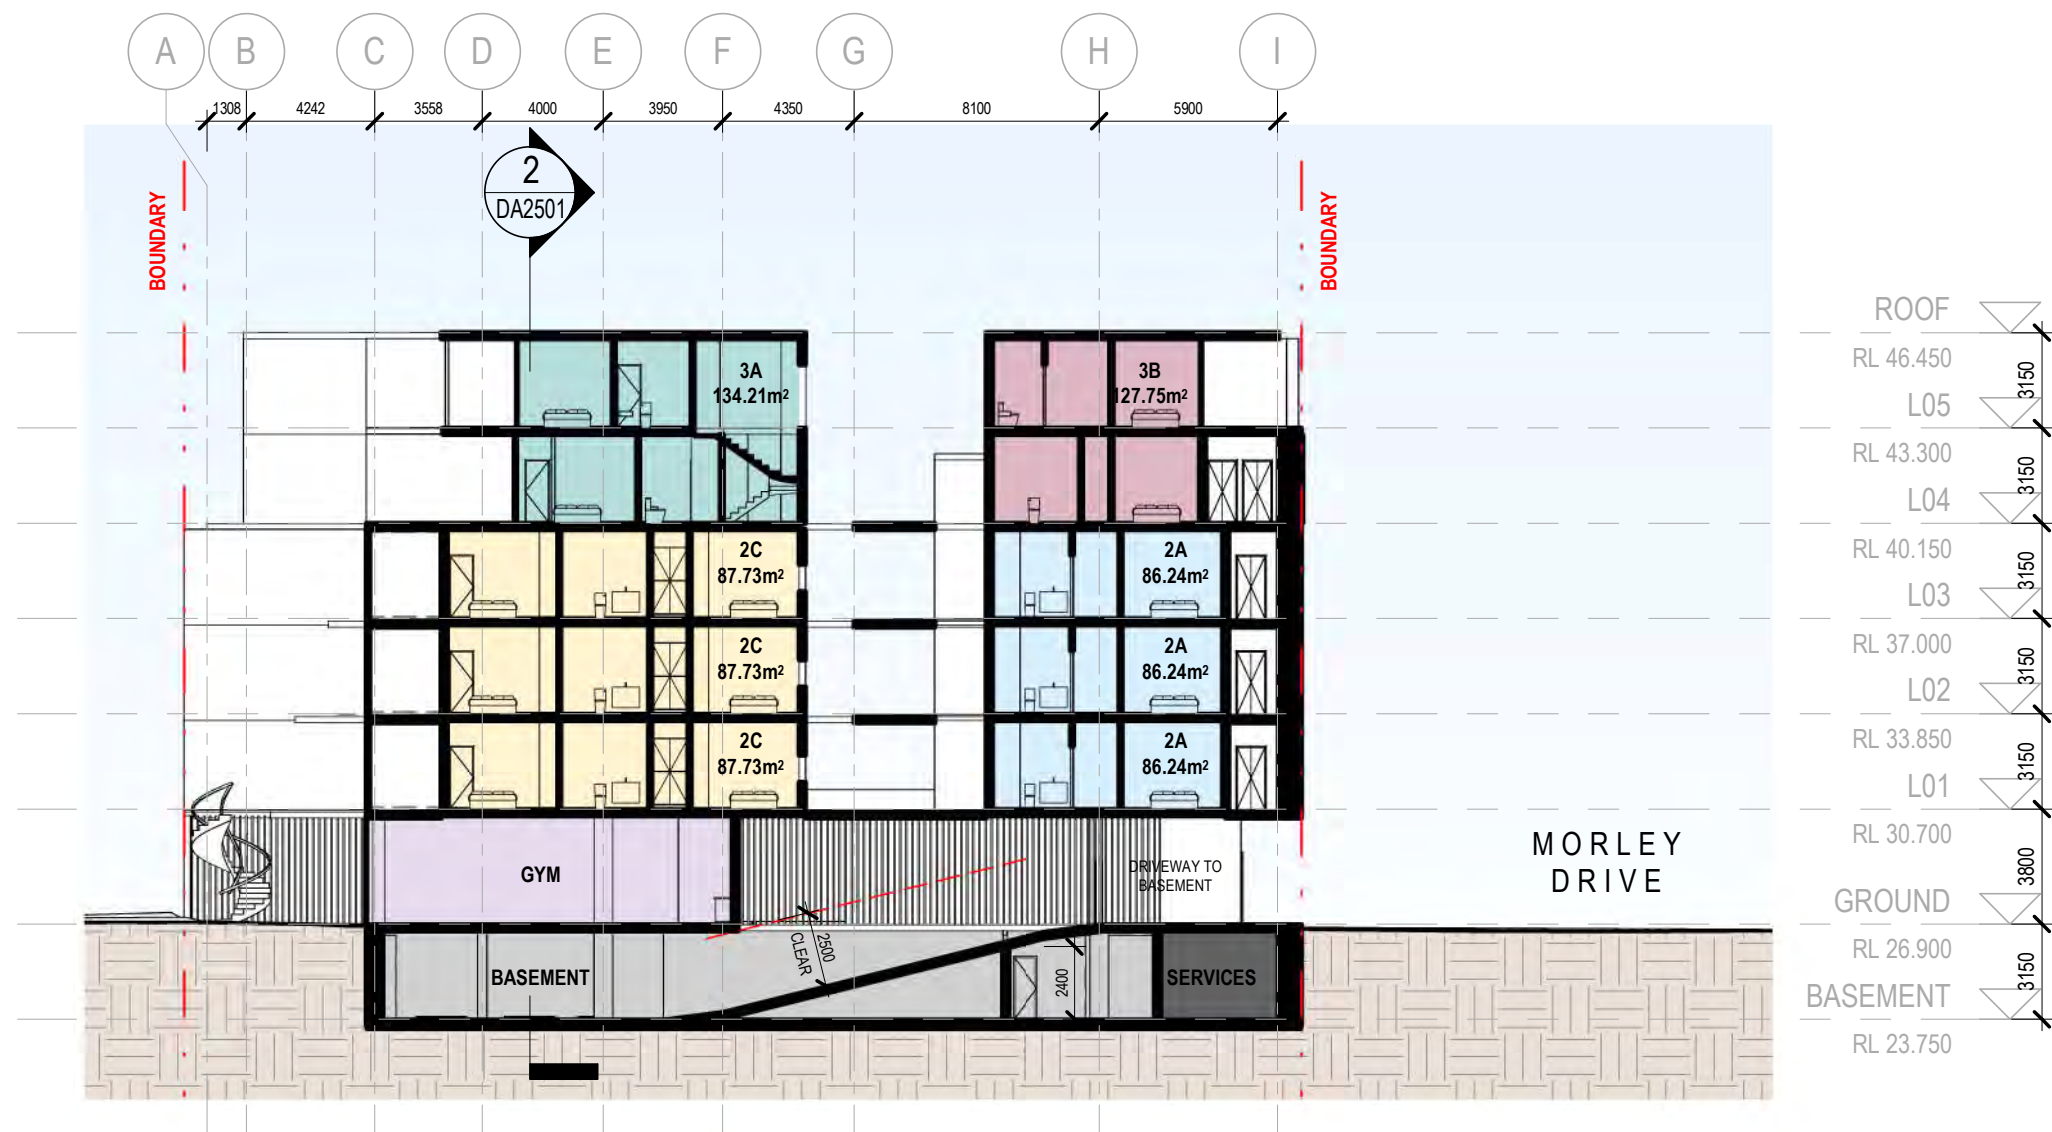 A B C D E F G H I
1308 4242 3558 4000 3950 4350 8100 5900
2
DA2501
BOUNDARY
BOUNDARY
ROOF
RL 46.450
3150
L05
RL 43.300
3150
L04
RL 40.150
3150
L03
RL 37.000
3150
L02
RL 33.850
3150
L01
RL 30.700
3800
GROUND
RL 26.900
3150
BASEMENT
RL 23.750
3A
134.21m²
3B
127.75m²
2C
87.73m²
2A
86.24m²
2C
87.73m²
2A
86.24m²
2C
87.73m²
2A
86.24m²
GYM
DRIVEWAY TO
BASEMENT
MORLEY
DRIVE
2500
CLEAR
BASEMENT
2400
SERVICES